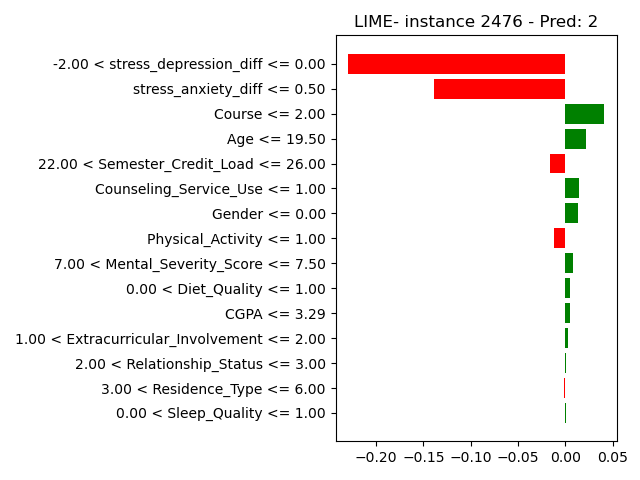 LIME- instance 2476 - Pred: 2
-2.00 < stress_depression_diff <= 0.00
stress_anxiety_diff <= 0.50
Course <= 2.00
Age <= 19.50
22.00 < Semester_Credit_Load <= 26.00
Counseling_Service_Use <= 1.00
Gender <= 0.00
Physical_Activity <= 1.00
7.00 < Mental_Severity_Score <= 7.50
0.00 < Diet_Quality <= 1.00
CGPA <= 3.29
1.00 < Extracurricular_Involvement <= 2.00
2.00 < Relationship_Status <= 3.00
3.00 < Residence_Type <= 6.00
0.00 < Sleep_Quality <= 1.00
−0.20 −0.15 −0.10 −0.05 0.00 0.05